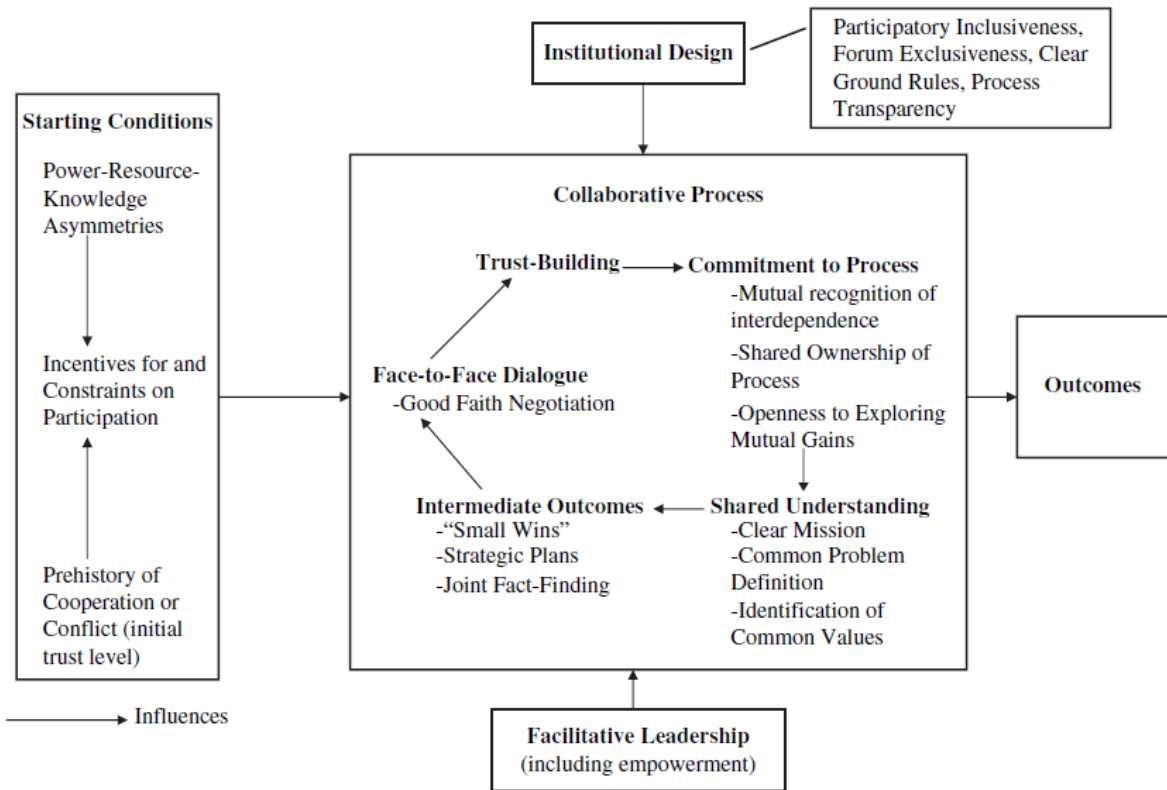 Institutional Design
Participatory Inclusiveness,
Forum Exclusiveness, Clear
Ground Rules, Process
Transparency
Starting Conditions
Power-Resource-
Knowledge
Asymmetries
Incentives for and
Constraints on
Participation
Prehistory of
Cooperation or
Conflict (initial
trust level)
Influences
Collaborative Process
Trust-Building
Commitment to Process
-Mutual recognition of
interdependence
-Shared Ownership of
Process
-Openness to Exploring
Mutual Gains
Face-to-Face Dialogue
-Good Faith Negotiation
Intermediate Outcomes
-“Small Wins”
-Strategic Plans
-Joint Fact-Finding
Shared Understanding
-Clear Mission
-Common Problem
Definition
-Identification of
Common Values
Outcomes
Facilitative Leadership
(including empowerment)